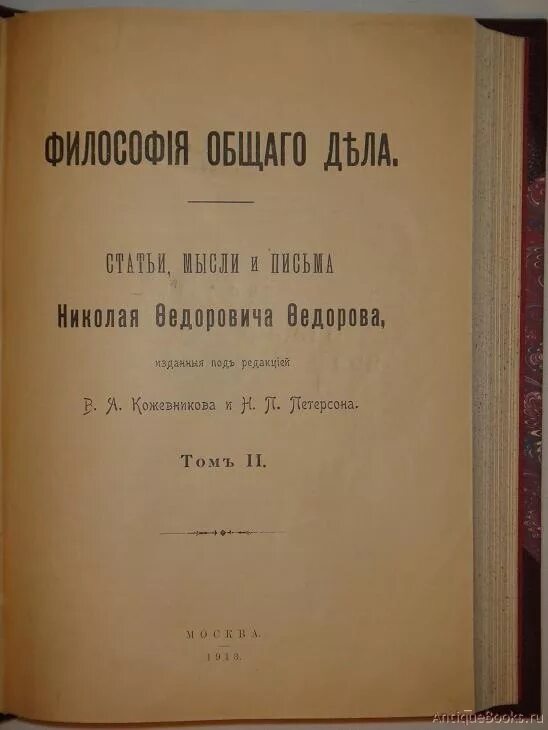 ФИЛОСОФІЯ ОБЩАГО ДѢЛА.
СТАТЬИ, МЫСЛИ И ПИСЬМА
Николая Ѳедоровича Ѳедорова,
изданныя подъ редакціей
В. А. Кожевникова и Н. П. Петерсона.
Томъ II.
МОСКВА.
1913.
AntiqueBooks.ru